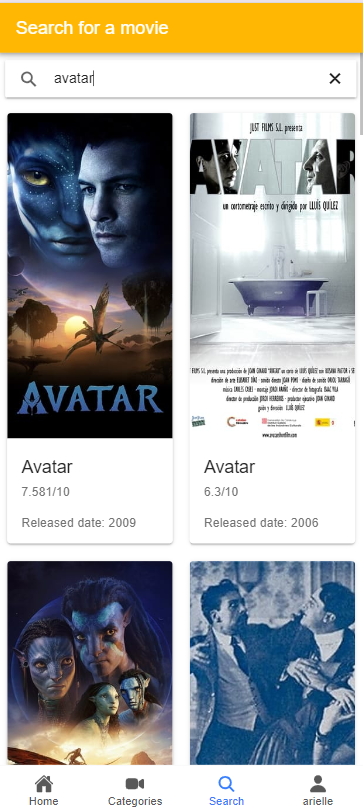 Search for a movie
avatar
AVATAR
JUST FILMS S.L. presenta
AVATAR
un cortometraje escrito y dirigido por LLUÍS QUÍLEZ
Avatar
7.581/10
Released date: 2009
Avatar
6.3/10
Released date: 2006
Home
Categories
Search
arielle